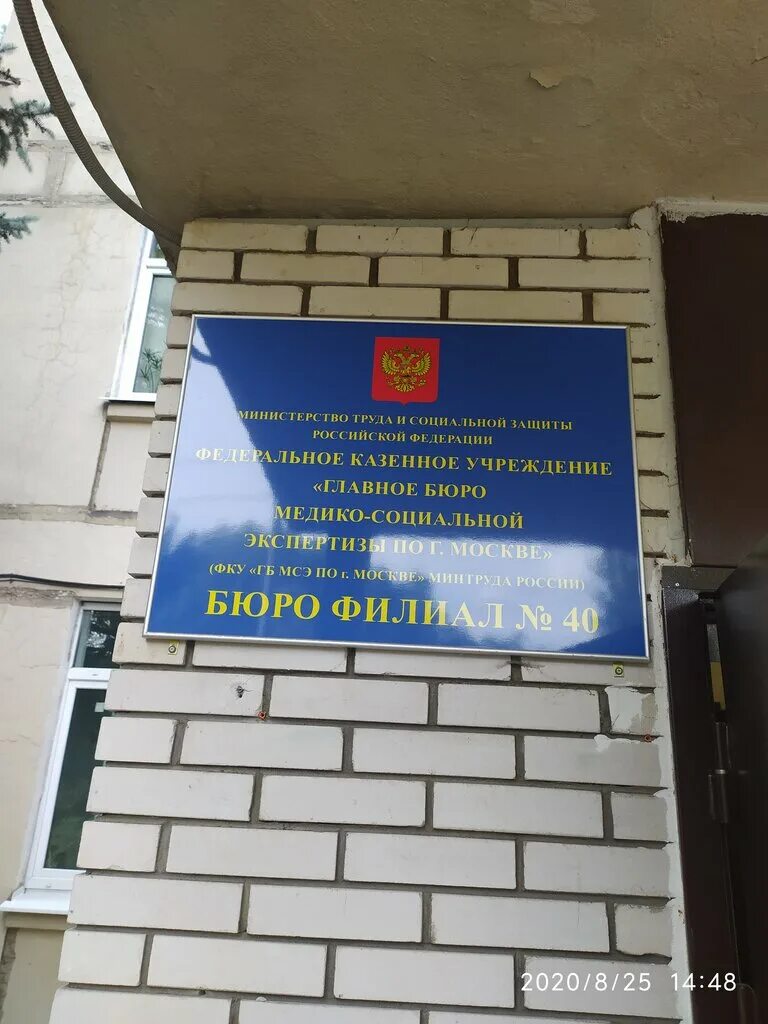 МИНИСТЕРСТВО ТРУДА И СОЦИАЛЬНОЙ ЗАЩИТЫ
РОССИЙСКОЙ ФЕДЕРАЦИИ
ФЕДЕРАЛЬНОЕ КАЗЕННОЕ УЧРЕЖДЕНИЕ
«ГЛАВНОЕ БЮРО
МЕДИКО-СОЦИАЛЬНОЙ
ЭКСПЕРТИЗЫ ПО Г. МОСКВЕ»
(ФКУ «ГБ МСЭ ПО г. МОСКВЕ» МИНТРУДА РОССИИ)
БЮРО ФИЛИАЛ № 40
2020/8/25 14:48